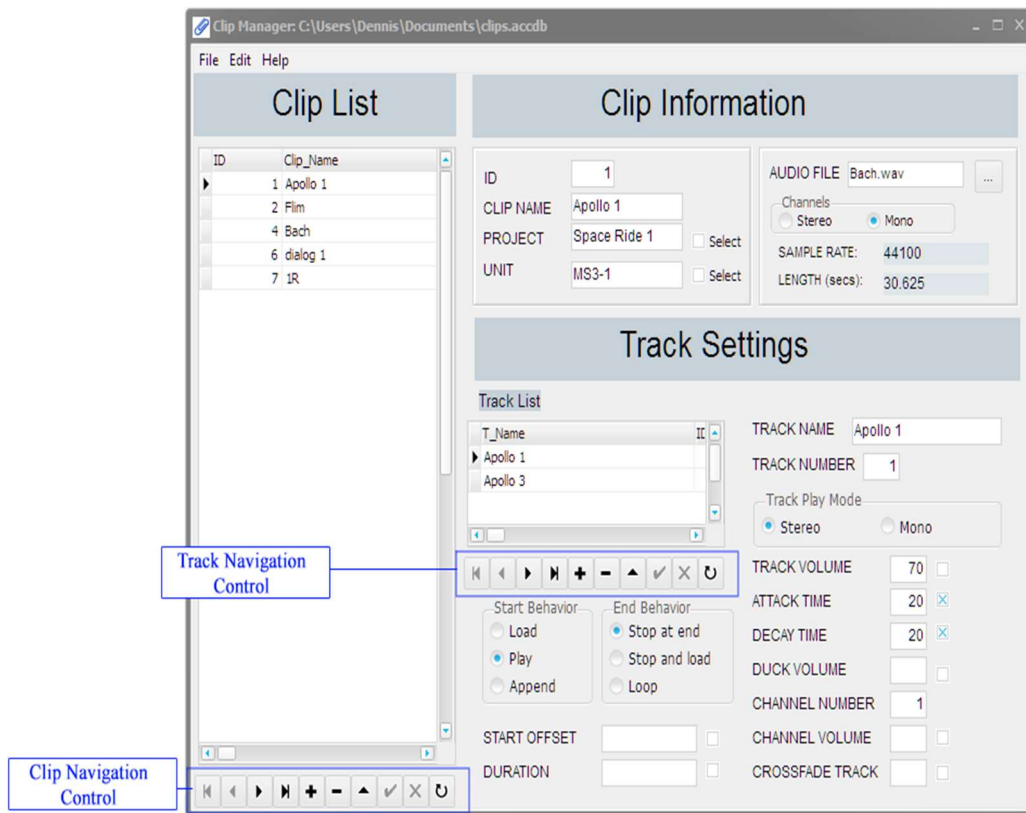 Clip Manager: C:\Users\Dennis\Documents\clips.accdb
File Edit Help
Clip List
ID Clip_Name
1 Apollo 1
2 Flim
4 Bach
6 dialog 1
7 1R
Clip Information
ID 1
CLIP NAME Apollo 1
PROJECT Space Ride 1 Select
UNIT MS3-1 Select
AUDIO FILE Bach.wav ...
Channels
Stereo Mono
SAMPLE RATE: 44100
LENGTH (secs): 30.625
Track Settings
Track List
T_Name
Apollo 1
Apollo 3
Track Navigation
Control
Start Behavior
Load
Play
Append
End Behavior
Stop at end
Stop and load
Loop
START OFFSET
DURATION
TRACK NAME Apollo 1
TRACK NUMBER 1
Track Play Mode
Stereo Mono
TRACK VOLUME 70
ATTACK TIME 20
DECAY TIME 20
DUCK VOLUME
CHANNEL NUMBER 1
CHANNEL VOLUME
CROSSFADE TRACK
Clip Navigation
Control